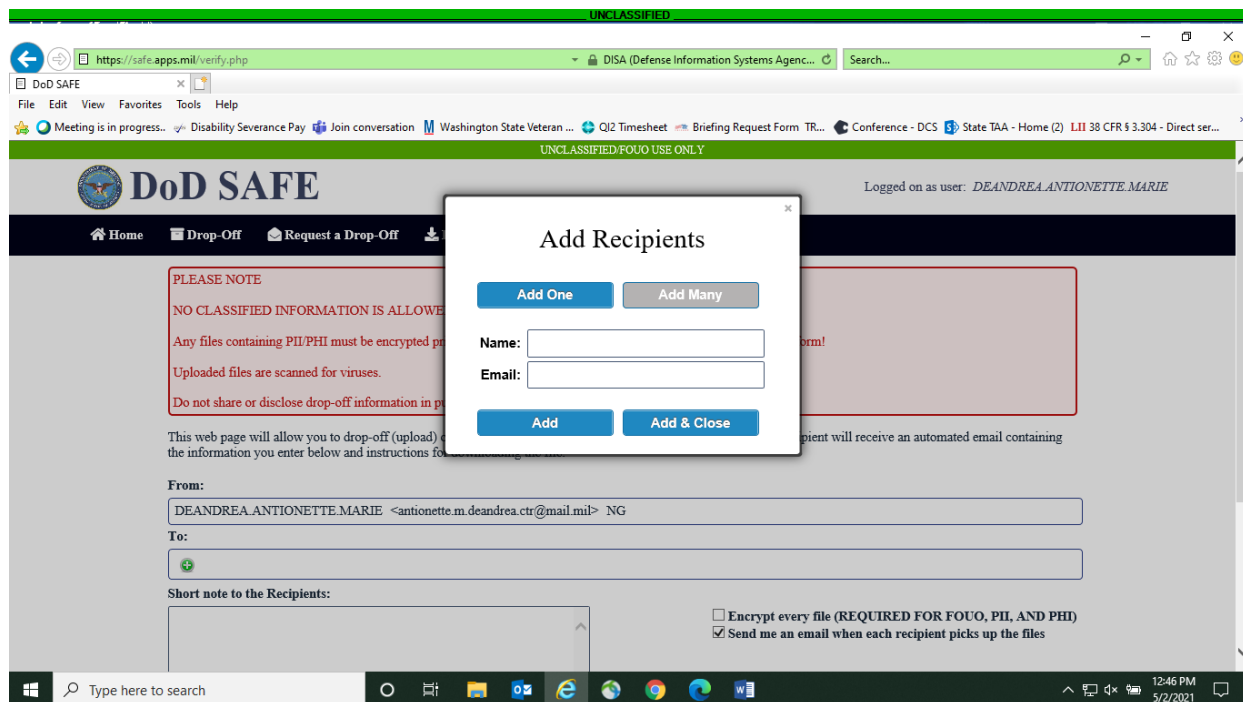 UNCLASSIFIED
https://safe.apps.mil/verify.php
DISA (Defense Information Systems Agenc...
Search...
DoD SAFE
File Edit View Favorites Tools Help
Meeting is in progress.. Disability Severance Pay Join conversation Washington State Veteran ... QI2 Timesheet Briefing Request Form TR... Conference - DCS State TAA - Home (2) LII 38 CFR § 3.304 - Direct ser...
UNCLASSIFIED/FOUO USE ONLY
DoD SAFE
Logged on as user: DEANDREA.ANTIONETTE.MARIE
Home Drop-Off Request a Drop-Off
Add Recipients
Add One Add Many
Name:
Email:
Add Add & Close
PLEASE NOTE
NO CLASSIFIED INFORMATION IS ALLOWE
Any files containing PII/PHI must be encrypted pr orm!
Uploaded files are scanned for viruses.
Do not share or disclose drop-off information in pu
This web page will allow you to drop-off (upload) o pient will receive an automated email containing
the information you enter below and instructions for downloading the file.
From:
DEANDREA.ANTIONETTE.MARIE <antionette.m.deandrea.ctr@mail.mil> NG
To:
Short note to the Recipients:
Encrypt every file (REQUIRED FOR FOUO, PII, AND PHI)
Send me an email when each recipient picks up the files
Type here to search
12:46 PM
5/2/2021